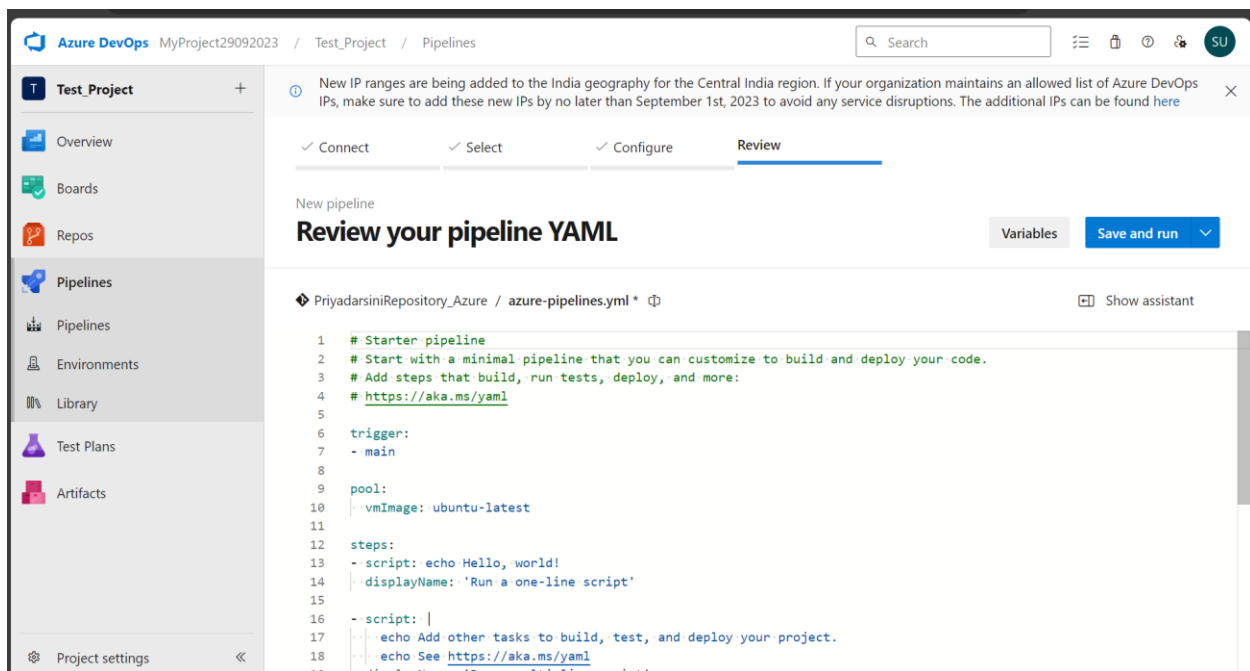 Azure DevOps MyProject29092023 / Test_Project / Pipelines
Search
SU
T Test_Project +
Overview
Boards
Repos
Pipelines
Pipelines
Environments
Library
Test Plans
Artifacts
Project settings
New IP ranges are being added to the India geography for the Central India region. If your organization maintains an allowed list of Azure DevOps
IPs, make sure to add these new IPs by no later than September 1st, 2023 to avoid any service disruptions. The additional IPs can be found here
Connect Select Configure Review
New pipeline
Review your pipeline YAML
Variables Save and run
PriyadarsiniRepository_Azure / azure-pipelines.yml *
Show assistant
1 # Starter pipeline
2 # Start with a minimal pipeline that you can customize to build and deploy your code.
3 # Add steps that build, run tests, deploy, and more:
4 # https://aka.ms/yaml
5
6 trigger:
7 - main
8
9 pool:
10 vmImage: ubuntu-latest
11
12 steps:
13 - script: echo Hello, world!
14 displayName: 'Run a one-line script'
15
16 - script: |
17 echo Add other tasks to build, test, and deploy your project.
18 echo See https://aka.ms/yaml